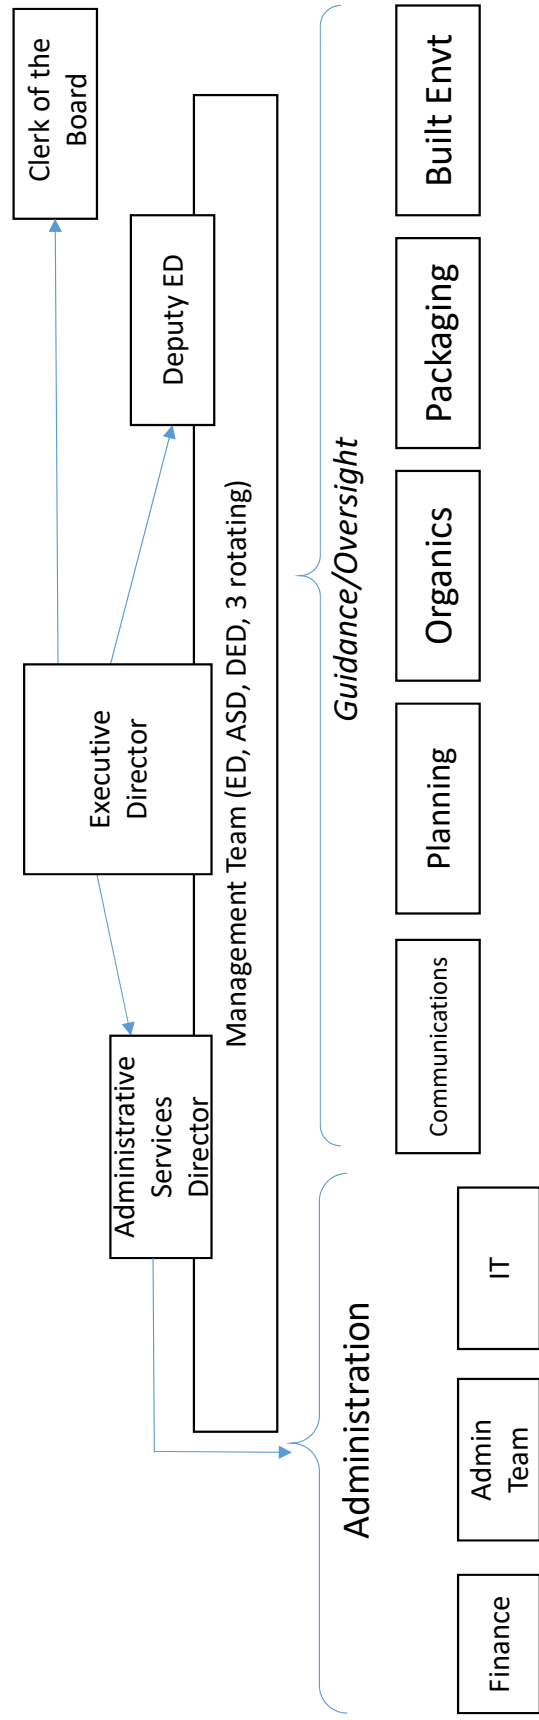 Clerk of the
Board
Executive
Director
Deputy ED
Administrative
Services
Director
Management Team (ED, ASD, DED, 3 rotating)
Administration
Guidance/Oversight
Finance
Admin
Team
IT
Communications
Planning
Organics
Packaging
Built Envt